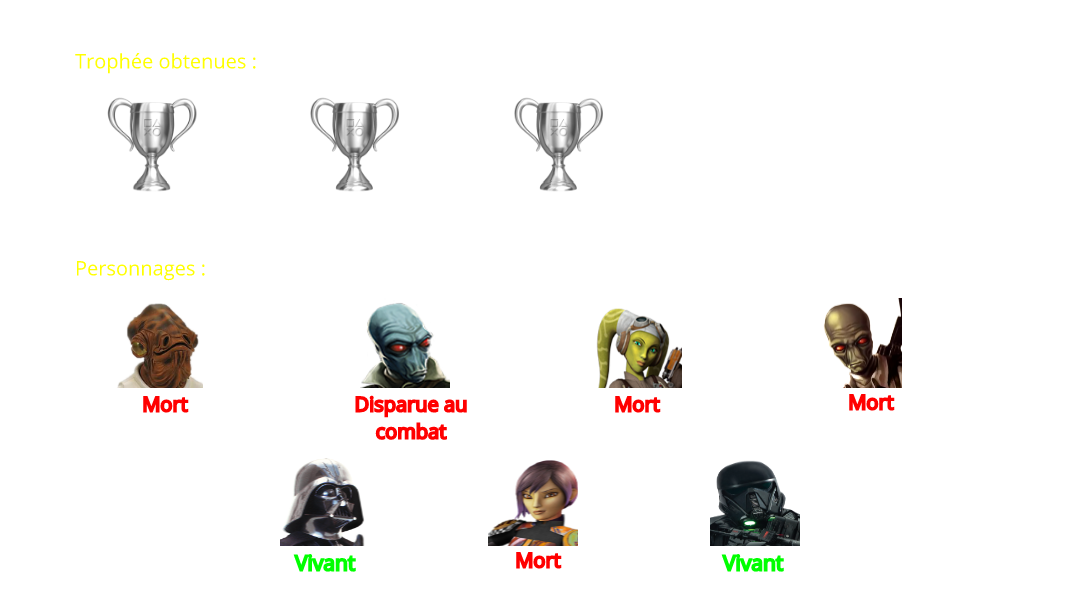 Trophée obtenues :
Personnages :
Mort
Disparue au
combat
Mort
Mort
Vivant
Mort
Vivant